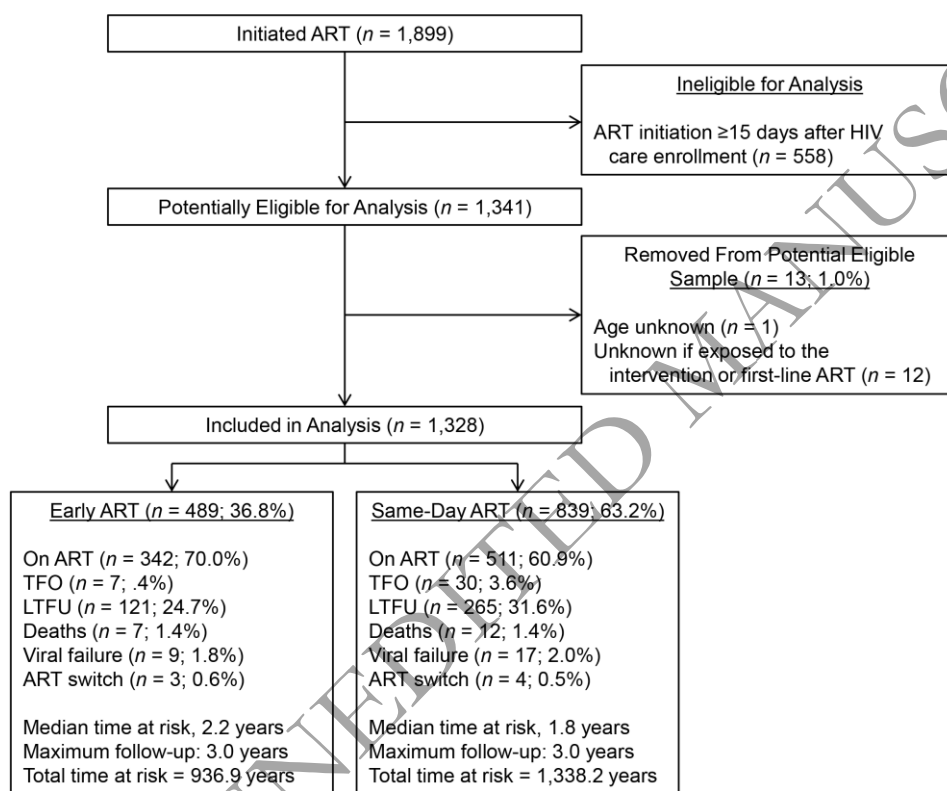 Initiated ART (n = 1,899)
Ineligible for Analysis
ART initiation ≥15 days after HIV
care enrollment (n = 558)
Potentially Eligible for Analysis (n = 1,341)
Removed From Potential Eligible
Sample (n = 13; 1.0%)
Age unknown (n = 1)
Unknown if exposed to the
intervention or first-line ART (n = 12)
Included in Analysis (n = 1,328)
Early ART (n = 489; 36.8%)
On ART (n = 342; 70.0%)
TFO (n = 7; .4%)
LTFU (n = 121; 24.7%)
Deaths (n = 7; 1.4%)
Viral failure (n = 9; 1.8%)
ART switch (n = 3; 0.6%)
Median time at risk, 2.2 years
Maximum follow-up: 3.0 years
Total time at risk = 936.9 years
Same-Day ART (n = 839; 63.2%)
On ART (n = 511; 60.9%)
TFO (n = 30; 3.6%)
LTFU (n = 265; 31.6%)
Deaths (n = 12; 1.4%)
Viral failure (n = 17; 2.0%)
ART switch (n = 4; 0.5%)
Median time at risk, 1.8 years
Maximum follow-up: 3.0 years
Total time at risk = 1,338.2 years
UNEDITED MANUSC